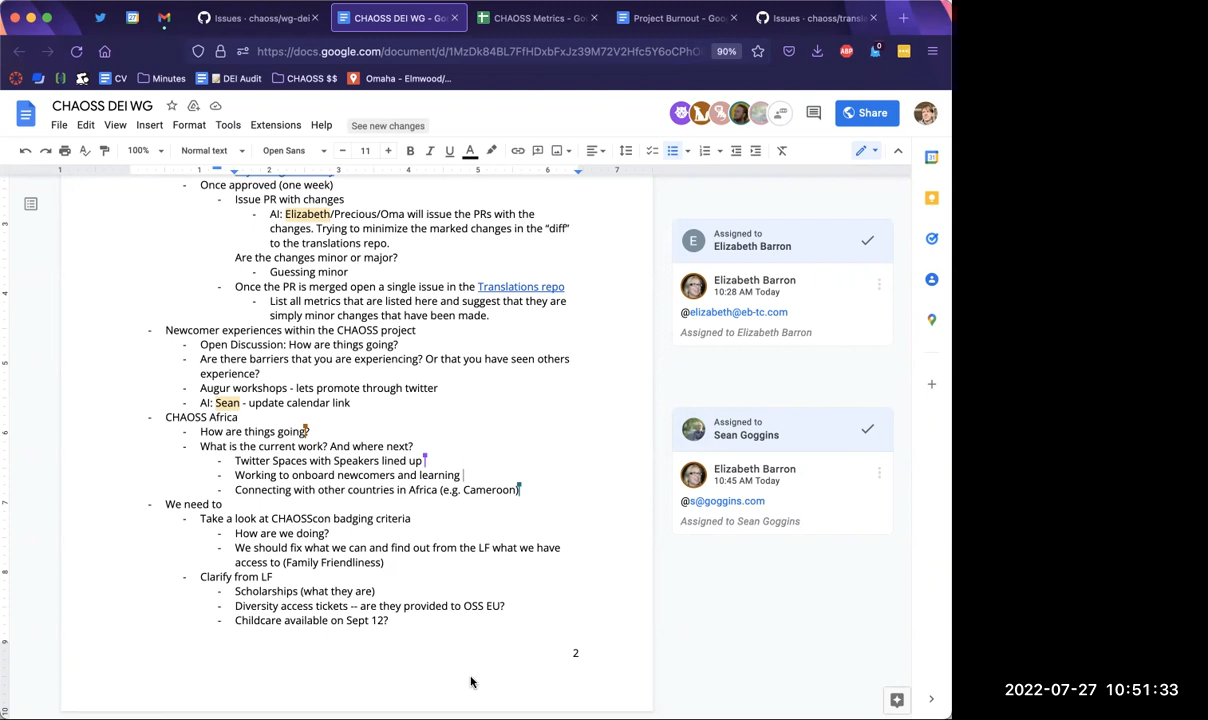 Issues · chaoss/wg-dei
CHAOSS DEI WG - Go
CHAOSS Metrics - Go
Project Burnout - Goo
Issues · chaoss/transl
https://docs.google.com/document/d/1MzDk84BL7FfHDxbFxJz39M72V2Hfc5Y6oCPhO
90%
ABP
0
CV
Minutes
DEI Audit
CHAOSS $$
Omaha - Elmwood/...
CHAOSS DEI WG
File Edit View Insert Format Tools Extensions Help
See new changes
Share
100%
Normal text
Open Sans
11
1 1 2 3 4 5 6 7
- Once approved (one week)
- Issue PR with changes
- AI: Elizabeth/Precious/Oma will issue the PRs with the
changes. Trying to minimize the marked changes in the “diff”
to the translations repo.
Are the changes minor or major?
- Guessing minor
- Once the PR is merged open a single issue in the Translations repo
- List all metrics that are listed here and suggest that they are
simply minor changes that have been made.
- Newcomer experiences within the CHAOSS project
- Open Discussion: How are things going?
- Are there barriers that you are experiencing? Or that you have seen others
experience?
- Augur workshops - lets promote through twitter
- AI: Sean - update calendar link
- CHAOSS Africa
- How are things going?
- What is the current work? And where next?
- Twitter Spaces with Speakers lined up
- Working to onboard newcomers and learning
- Connecting with other countries in Africa (e.g. Cameroon)
- We need to
- Take a look at CHAOSScon badging criteria
- How are we doing?
- We should fix what we can and find out from the LF what we have
access to (Family Friendliness)
- Clarify from LF
- Scholarships (what they are)
- Diversity access tickets -- are they provided to OSS EU?
- Childcare available on Sept 12?
2
E
Assigned to
Elizabeth Barron
Elizabeth Barron
10:28 AM Today
@elizabeth@eb-tc.com
Assigned to Elizabeth Barron
Assigned to
Sean Goggins
Elizabeth Barron
10:45 AM Today
@s@goggins.com
Assigned to Sean Goggins
2022-07-27 10:51:33